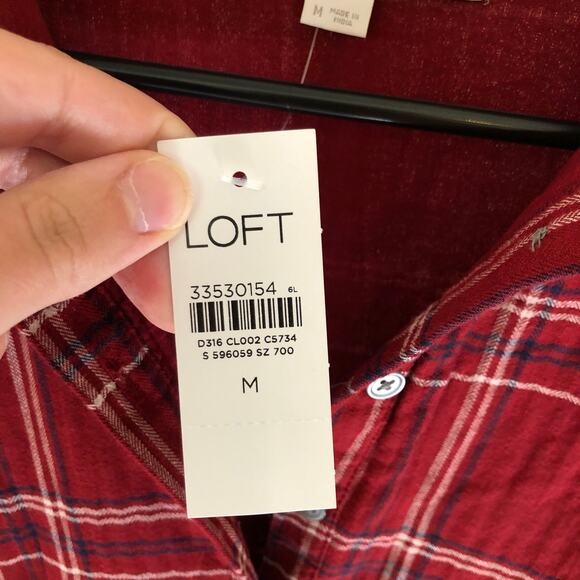 M MADE IN
INDIA
LOFT
33530154 6L
D316 CL002 C5734
S 596059 SZ 700
M